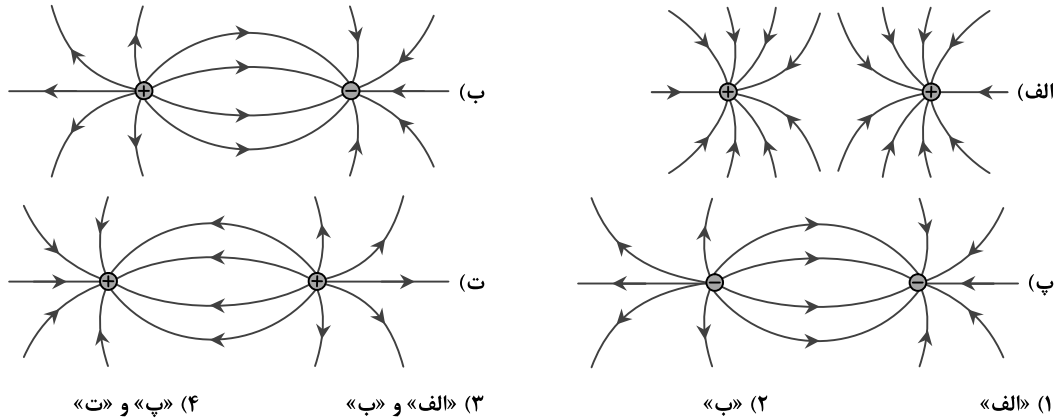 الف)
ب)
پ)
ت)
۱) «الف» ۲) «ب» ۳) «الف» و «ب» ۴) «پ» و «ت»